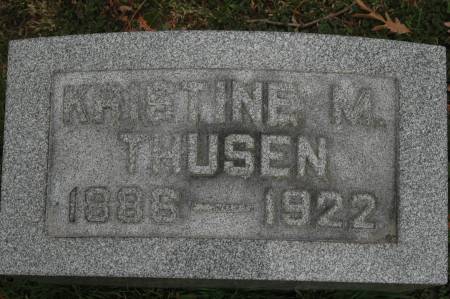 KRISTINE M.
THUSEN
1886 — 1922